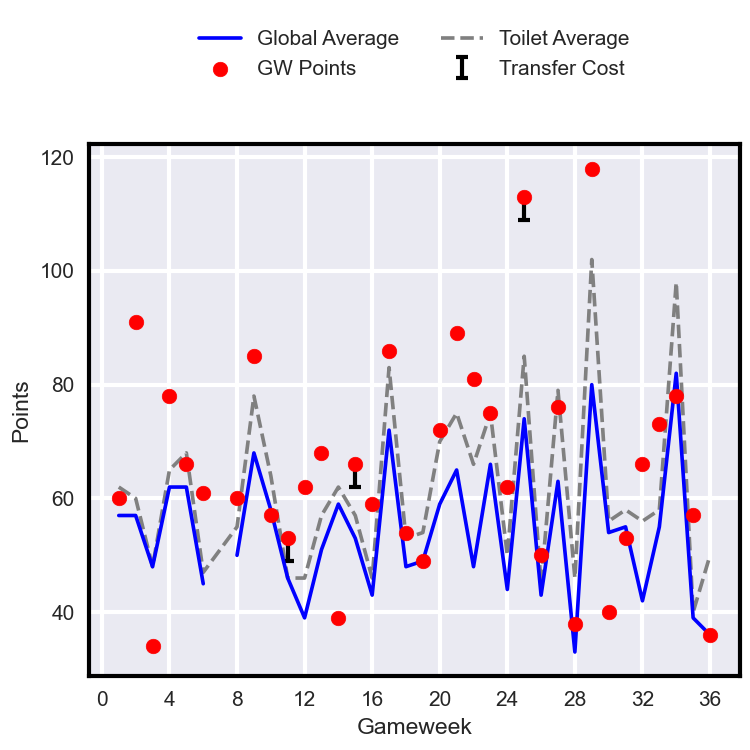 Global Average Toilet Average
GW Points Transfer Cost
120
100
80
60
40
Points
0 4 8 12 16 20 24 28 32 36
Gameweek